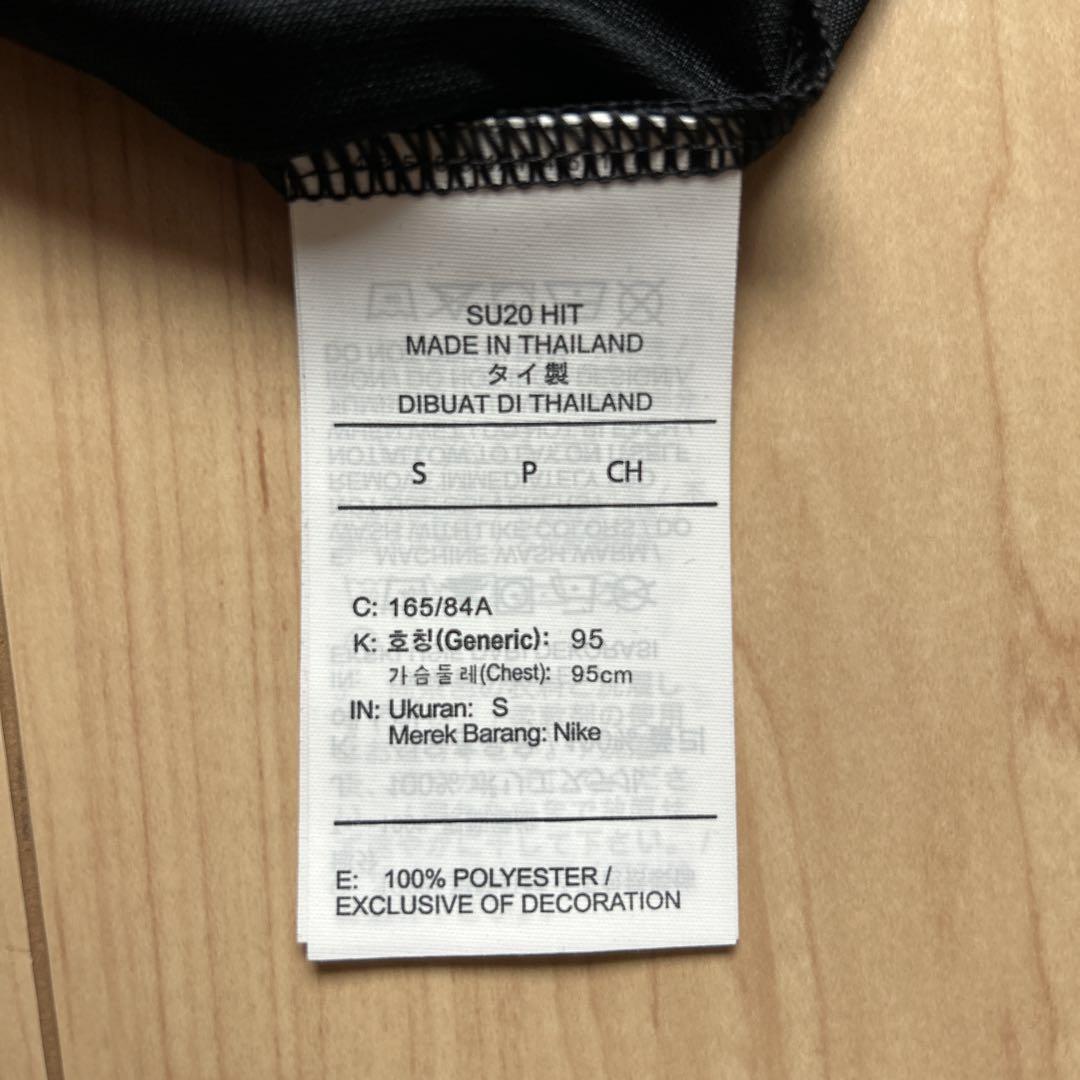 SU20 HIT
MADE IN THAILAND
タイ製
DIBUAT DI THAILAND
S P CH
C: 165/84A
K: 호칭(Generic): 95
가슴둘레(Chest): 95cm
IN: Ukuran: S
Merek Barang: Nike
E: 100% POLYESTER /
EXCLUSIVE OF DECORATION